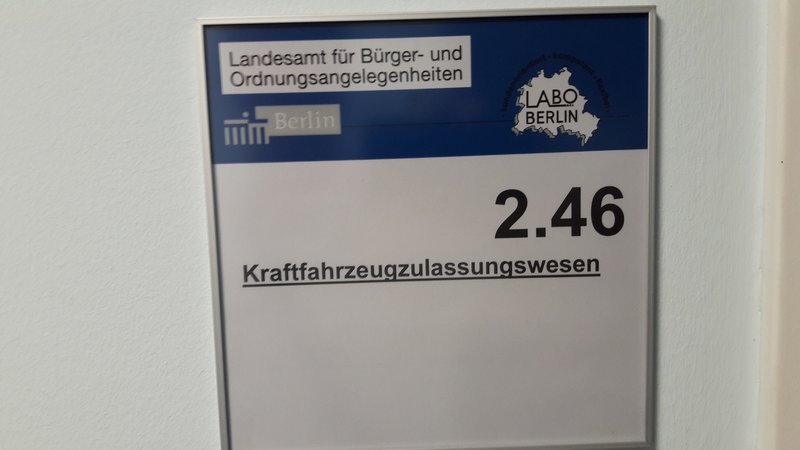 Landesamt für Bürger- und
Ordnungsangelegenheiten
Berlin
LABO
BERLIN
2.46
Kraftfahrzeugzulassungswesen